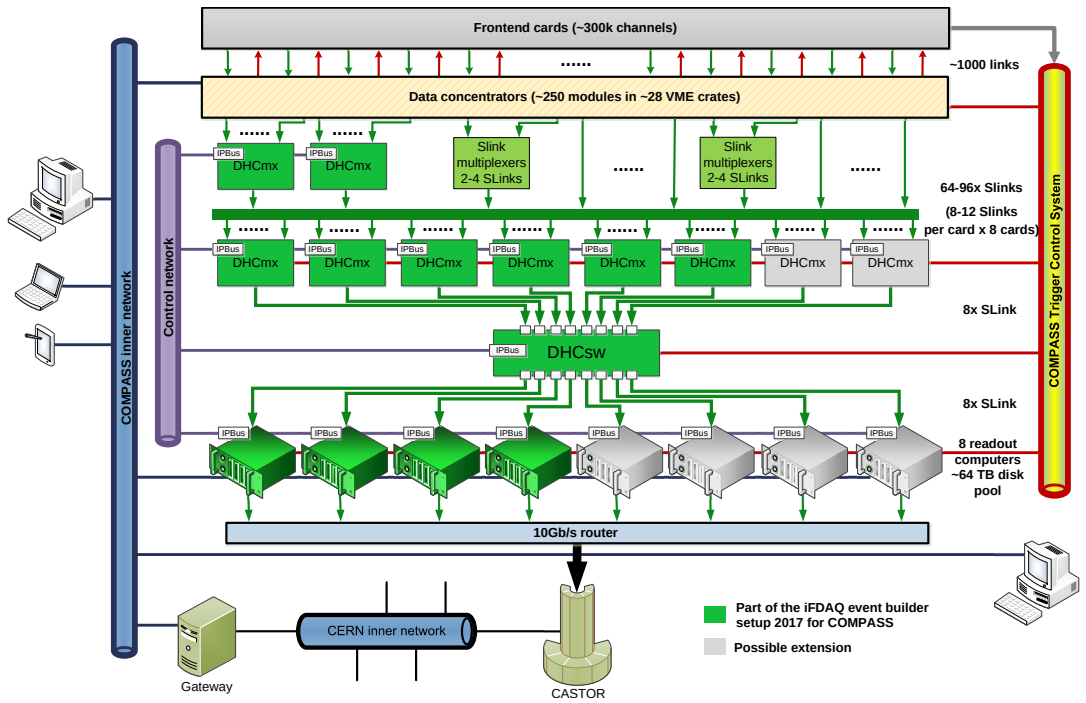 Frontend cards (~300k channels)
......
~1000 links
Data concentrators (~250 modules in ~28 VME crates)
......
......
IPBus
DHCmx
IPBus
DHCmx
Slink
multiplexers
2-4 SLinks
......
Slink
multiplexers
2-4 SLinks
......
64-96x Slinks
(8-12 Slinks
per card x 8 cards)
......
......
......
......
......
......
......
......
IPBus
DHCmx
IPBus
DHCmx
IPBus
DHCmx
IPBus
DHCmx
IPBus
DHCmx
IPBus
DHCmx
IPBus
DHCmx
IPBus
DHCmx
8x SLink
IPBus
DHCsw
8x SLink
IPBus
IPBus
IPBus
IPBus
IPBus
IPBus
IPBus
IPBus
8 readout
computers
~64 TB disk
pool
COMPASS inner network
Control network
COMPASS Trigger Control System
10Gb/s router
Part of the iFDAQ event builder
setup 2017 for COMPASS
Possible extension
CERN inner network
Gateway
CASTOR